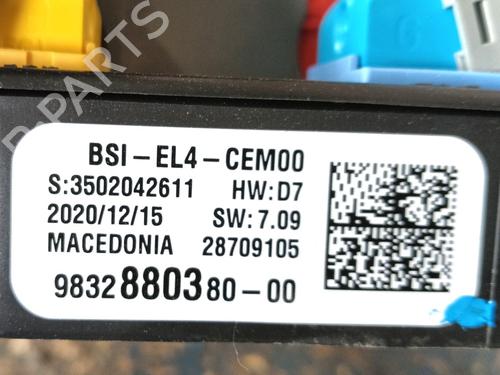 BSI-EL4-CEM00
S:3502042611 HW:D7
2020/12/15 SW:7.09
MACEDONIA 28709105
9832880380-00